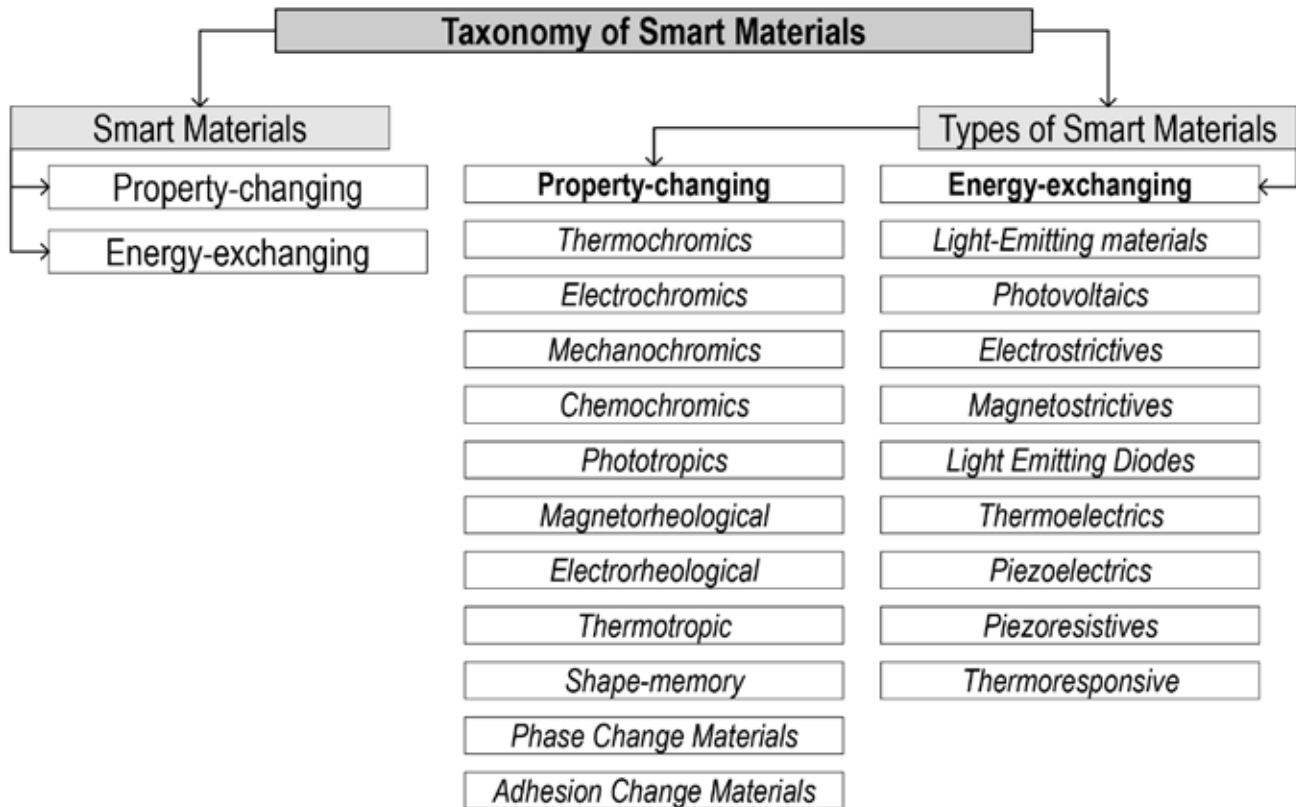 Taxonomy of Smart Materials
Smart Materials
Property-changing
Energy-exchanging
Types of Smart Materials
Property-changing
Thermochromics
Electrochromics
Mechanochromics
Chemochromics
Phototropics
Magnetorheological
Electrorheological
Thermotropic
Shape-memory
Phase Change Materials
Adhesion Change Materials
Energy-exchanging
Light-Emitting materials
Photovoltaics
Electrostrictives
Magnetostrictives
Light Emitting Diodes
Thermoelectrics
Piezoelectrics
Piezoresistives
Thermoresponsive